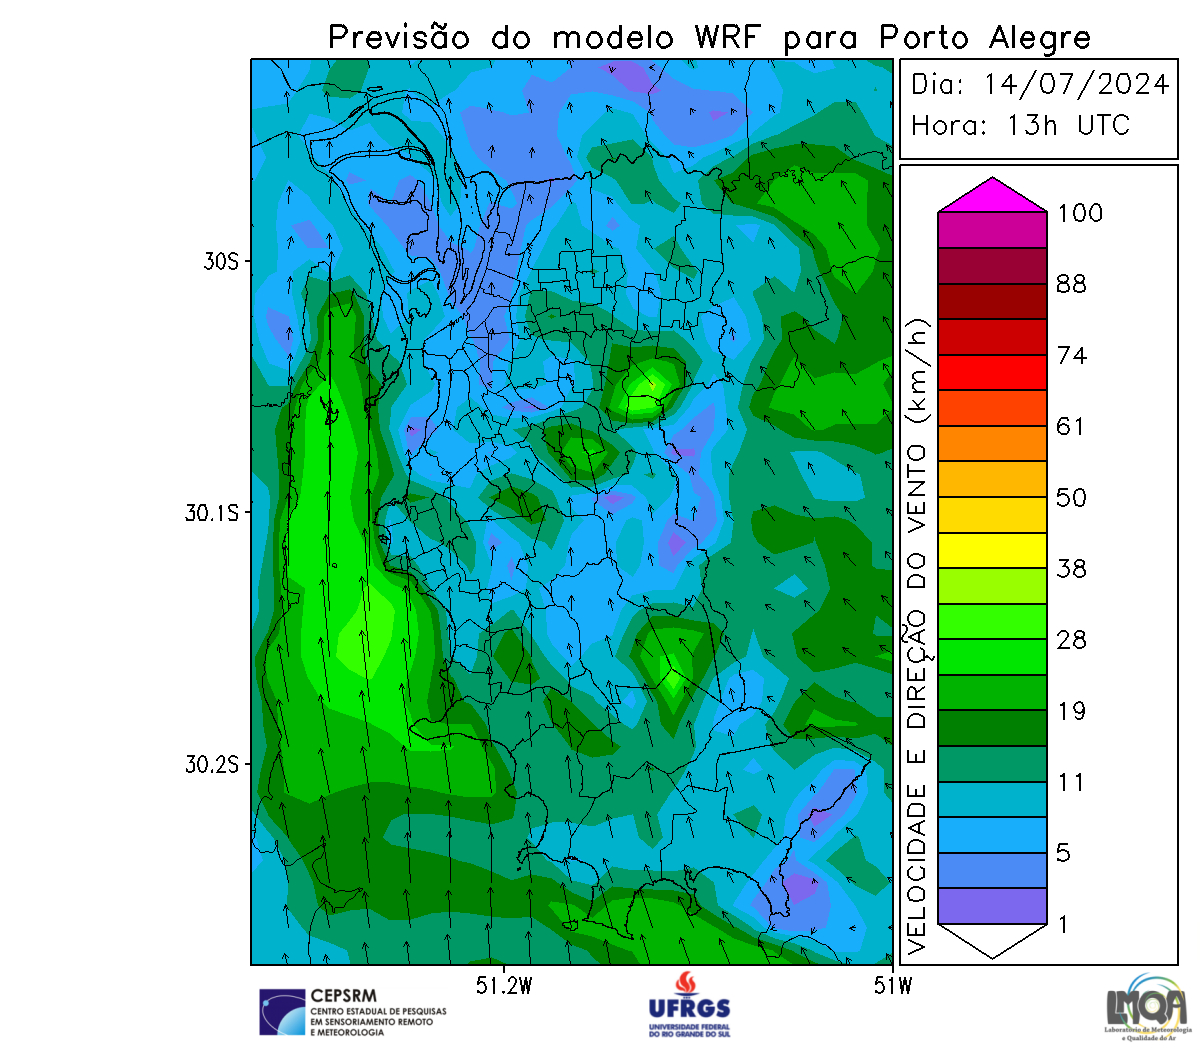 Previsão do modelo WRF para Porto Alegre
Dia: 14/07/2024
Hora: 13h UTC
30S
30.1S
30.2S
51.2W
51W
VELOCIDADE E DIREÇÃO DO VENTO (km/h)
100
88
74
61
50
38
28
19
11
5
1
CEPSRM
CENTRO ESTADUAL DE PESQUISAS
EM SENSORIAMENTO REMOTO
E METEOROLOGIA
UFRGS
UNIVERSIDADE FEDERAL
DO RIO GRANDE DO SUL
LMQA
Laboratório de Meteorologia
e Qualidade do Ar